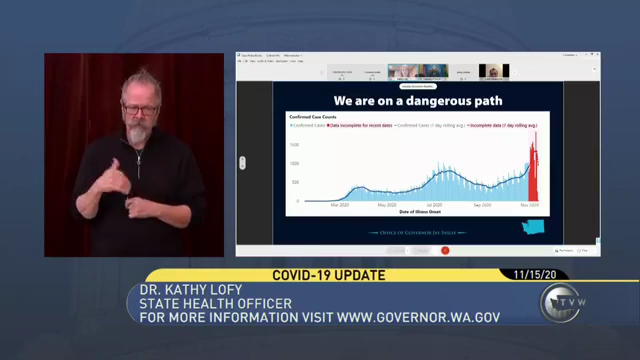 We are on a dangerous path
Confirmed Case Counts
Confirmed Cases Data incomplete for recent dates Confirmed Cases (7 day rolling avg.) Incomplete data (7 day rolling avg.)
1500
1000
500
0
Mar 2020 May 2020 Jul 2020 Sep 2020 Nov 2020
Date of Illness Onset
OFFICE OF GOVERNOR JAY INSLEE
COVID-19 UPDATE 11/15/20
DR. KATHY LOFY
STATE HEALTH OFFICER
FOR MORE INFORMATION VISIT WWW.GOVERNOR.WA.GOV
TVW